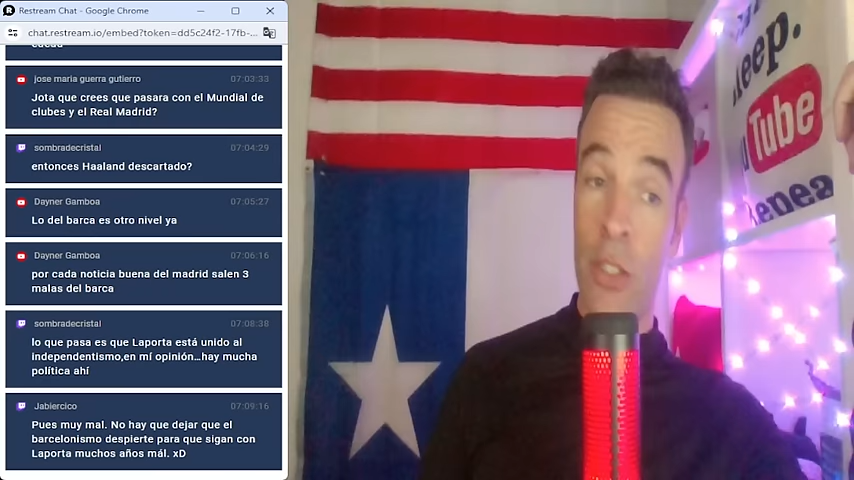 Restream Chat - Google Chrome
chat.restream.io/embed?token=dd5c24f2-17fb-...
jose maria guerra gutierro 07:03:33
Jota que crees que pasara con el Mundial de
clubes y el Real Madrid?
sombradecristal 07:04:29
entonces Haaland descartado?
Dayner Gamboa 07:05:27
Lo del barca es otro nivel ya
Dayner Gamboa 07:06:16
por cada noticia buena del madrid salen 3
malas del barca
sombradecristal 07:08:38
lo que pasa es que Laporta está unido al
independentismo,en mí opinión...hay mucha
política ahí
Jabiercico 07:09:16
Pues muy mal. No hay que dejar que el
barcelonismo despierte para que sigan con
Laporta muchos años mál. xD
Keep.
Tube